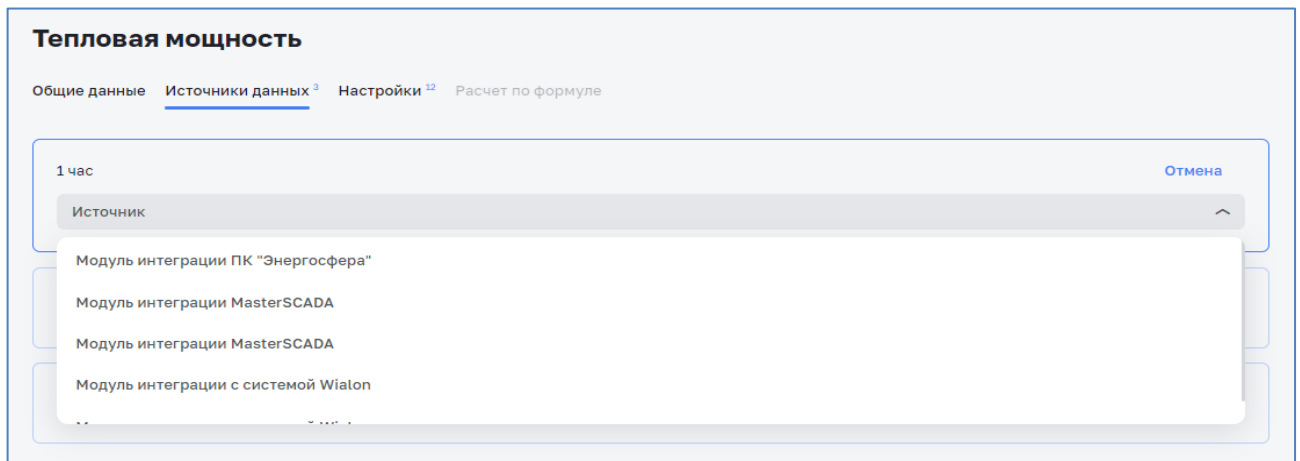 Тепловая мощность
Общие данные Источники данных 3 Настройки 12 Расчет по формуле
1 час Отмена
Источник
Модуль интеграции ПК "Энергосфера"
Модуль интеграции MasterSCADA
Модуль интеграции MasterSCADA
Модуль интеграции с системой Wialon